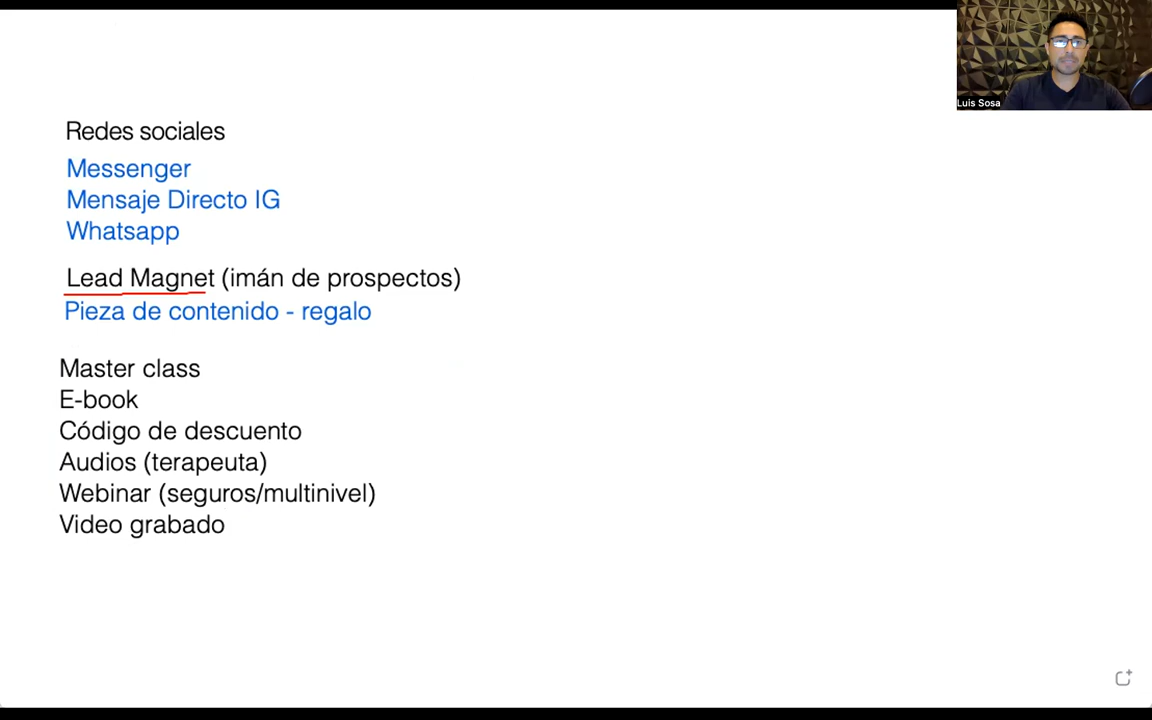 Luis Sosa
Redes sociales
Messenger
Mensaje Directo IG
Whatsapp
Lead Magnet (imán de prospectos)
Pieza de contenido - regalo
Master class
E-book
Código de descuento
Audios (terapeuta)
Webinar (seguros/multinivel)
Video grabado